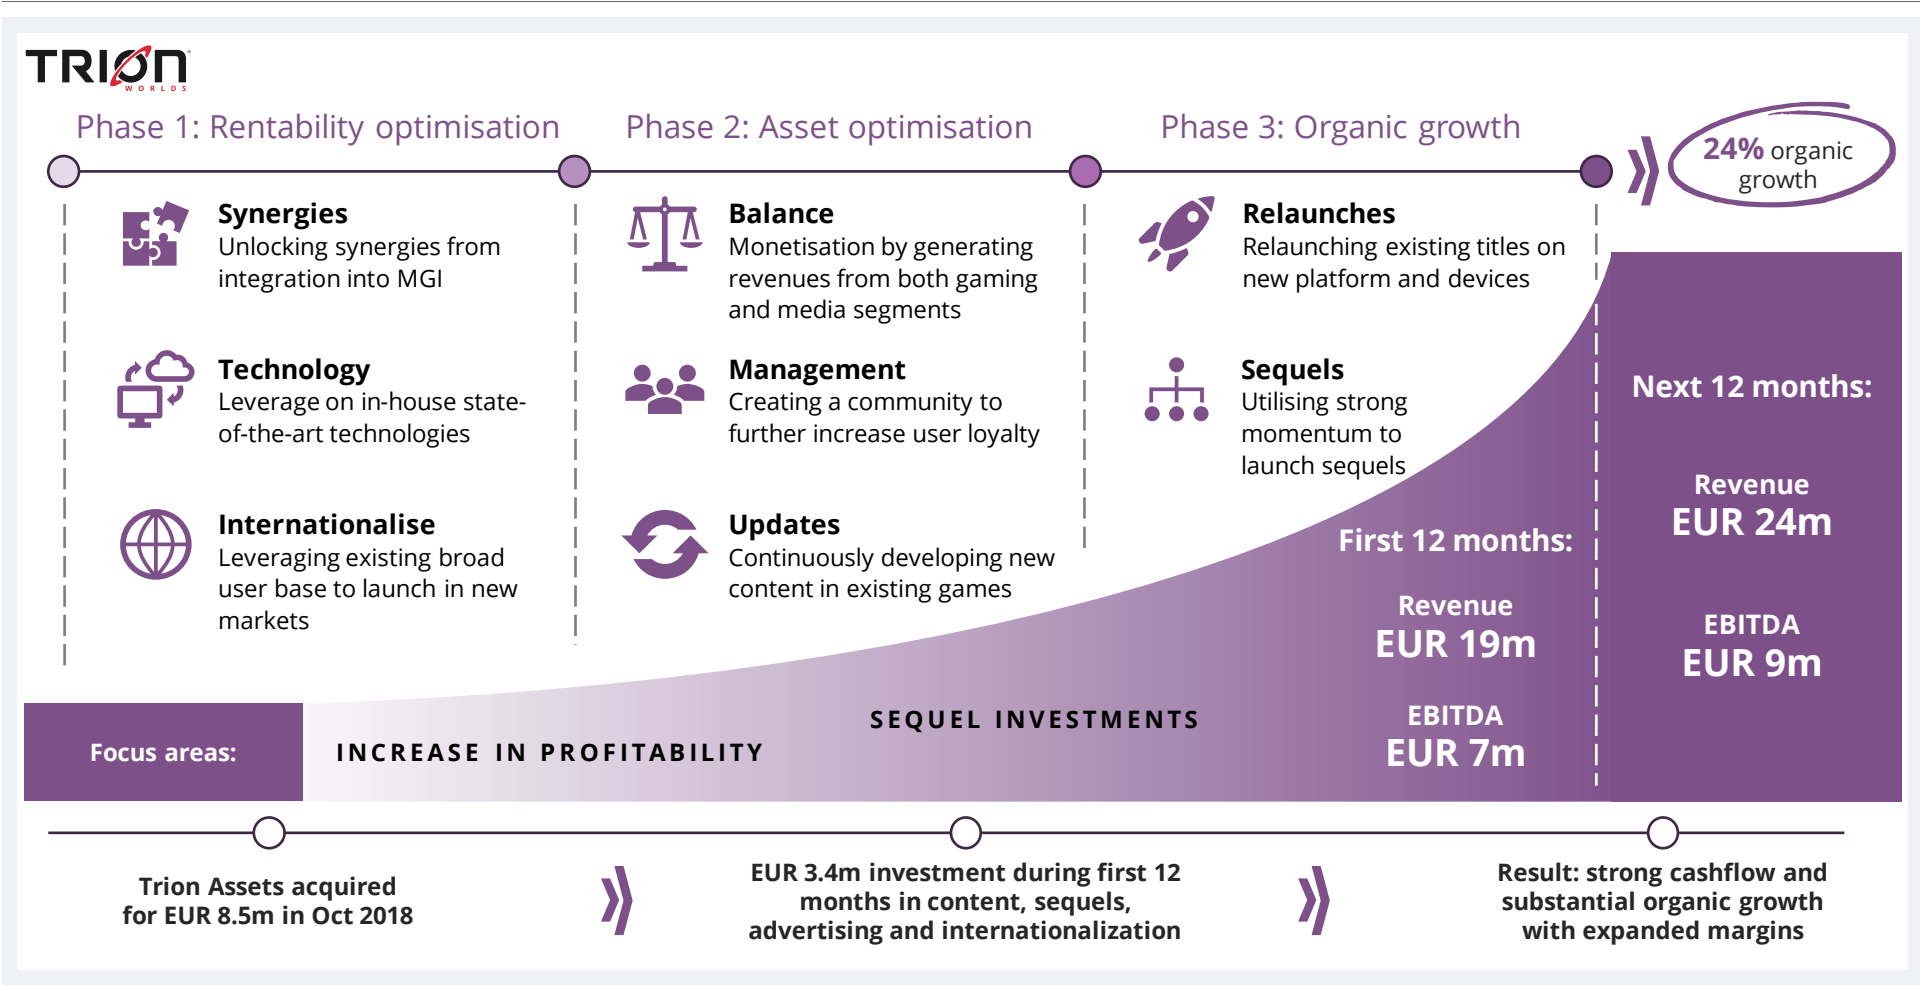 TRION
WORLDS
Phase 1: Rentability optimisation
Phase 2: Asset optimisation
Phase 3: Organic growth
24% organic
growth
Synergies
Unlocking synergies from
integration into MGI
Technology
Leverage on in-house state-
of-the-art technologies
Internationalise
Leveraging existing broad
user base to launch in new
markets
Balance
Monetisation by generating
revenues from both gaming
and media segments
Management
Creating a community to
further increase user loyalty
Updates
Continuously developing new
content in existing games
Relaunches
Relaunching existing titles on
new platform and devices
Sequels
Utilising strong
momentum to
launch sequels
First 12 months:
Revenue
EUR 19m
EBITDA
EUR 7m
Next 12 months:
Revenue
EUR 24m
EBITDA
EUR 9m
Focus areas:
INCREASE IN PROFITABILITY
SEQUEL INVESTMENTS
Trion Assets acquired
for EUR 8.5m in Oct 2018
EUR 3.4m investment during first 12
months in content, sequels,
advertising and internationalization
Result: strong cashflow and
substantial organic growth
with expanded margins